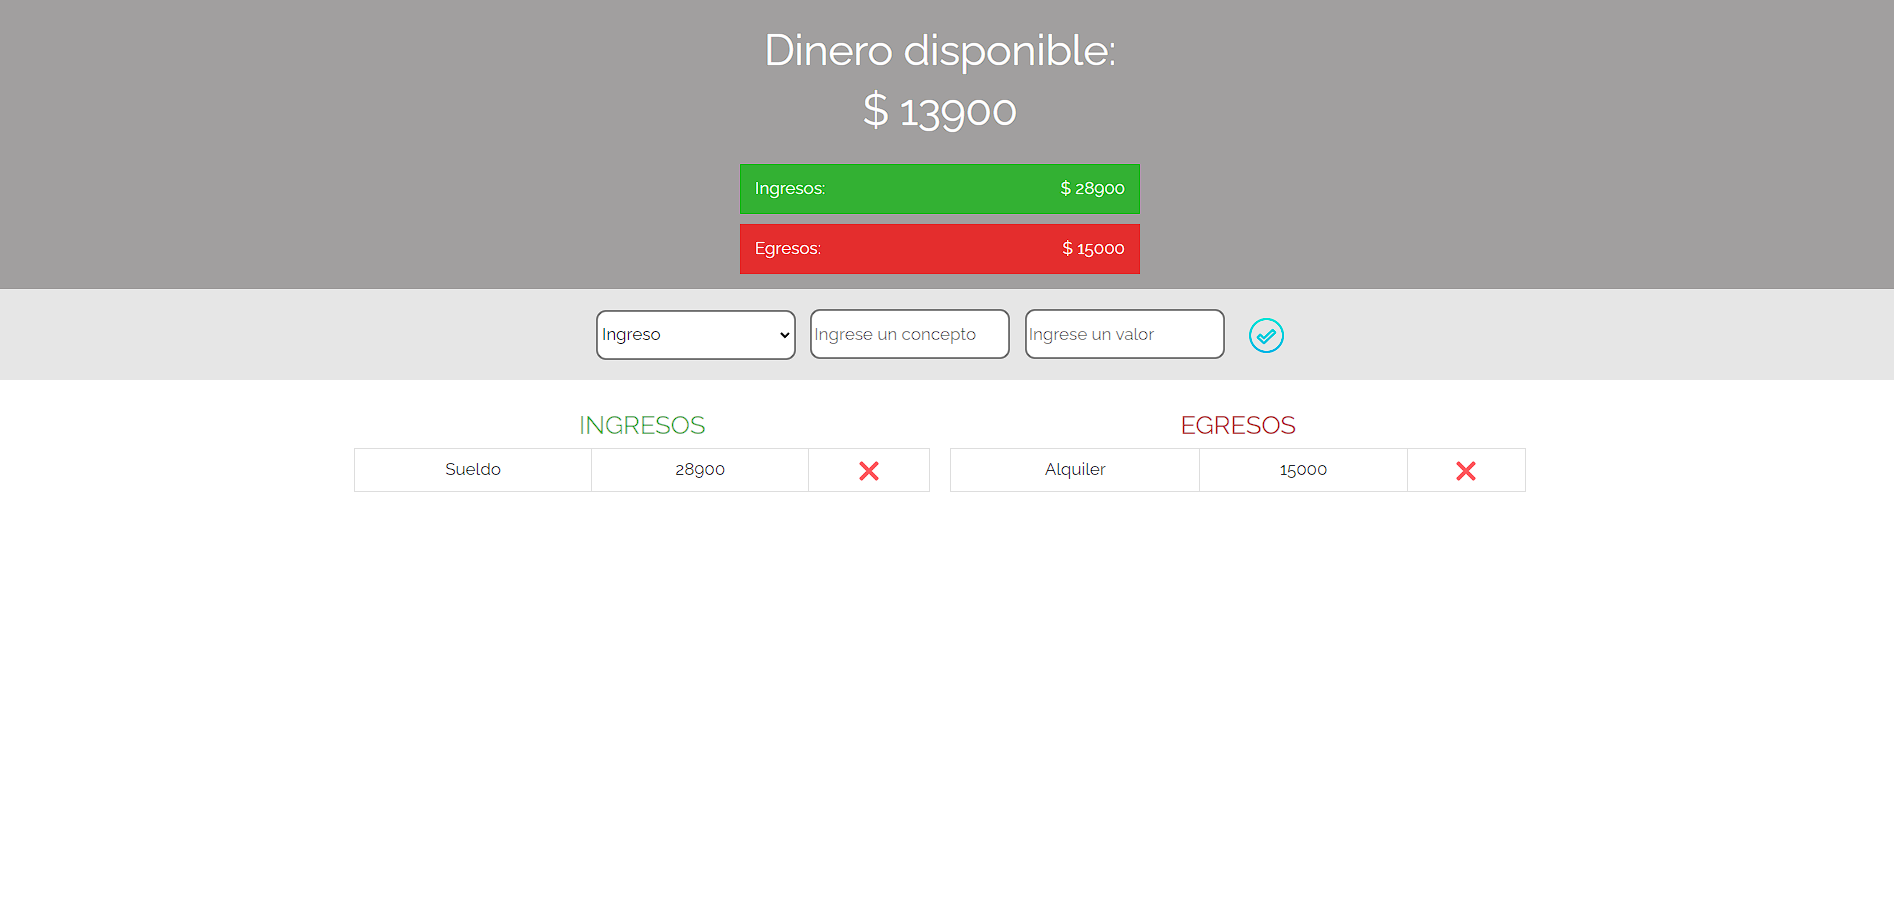 Dinero disponible:
$ 13900
Ingresos: $ 28900
Egresos: $ 15000
Ingreso Ingrese un concepto Ingrese un valor
INGRESOS EGRESOS
Sueldo 28900 Alquiler 15000